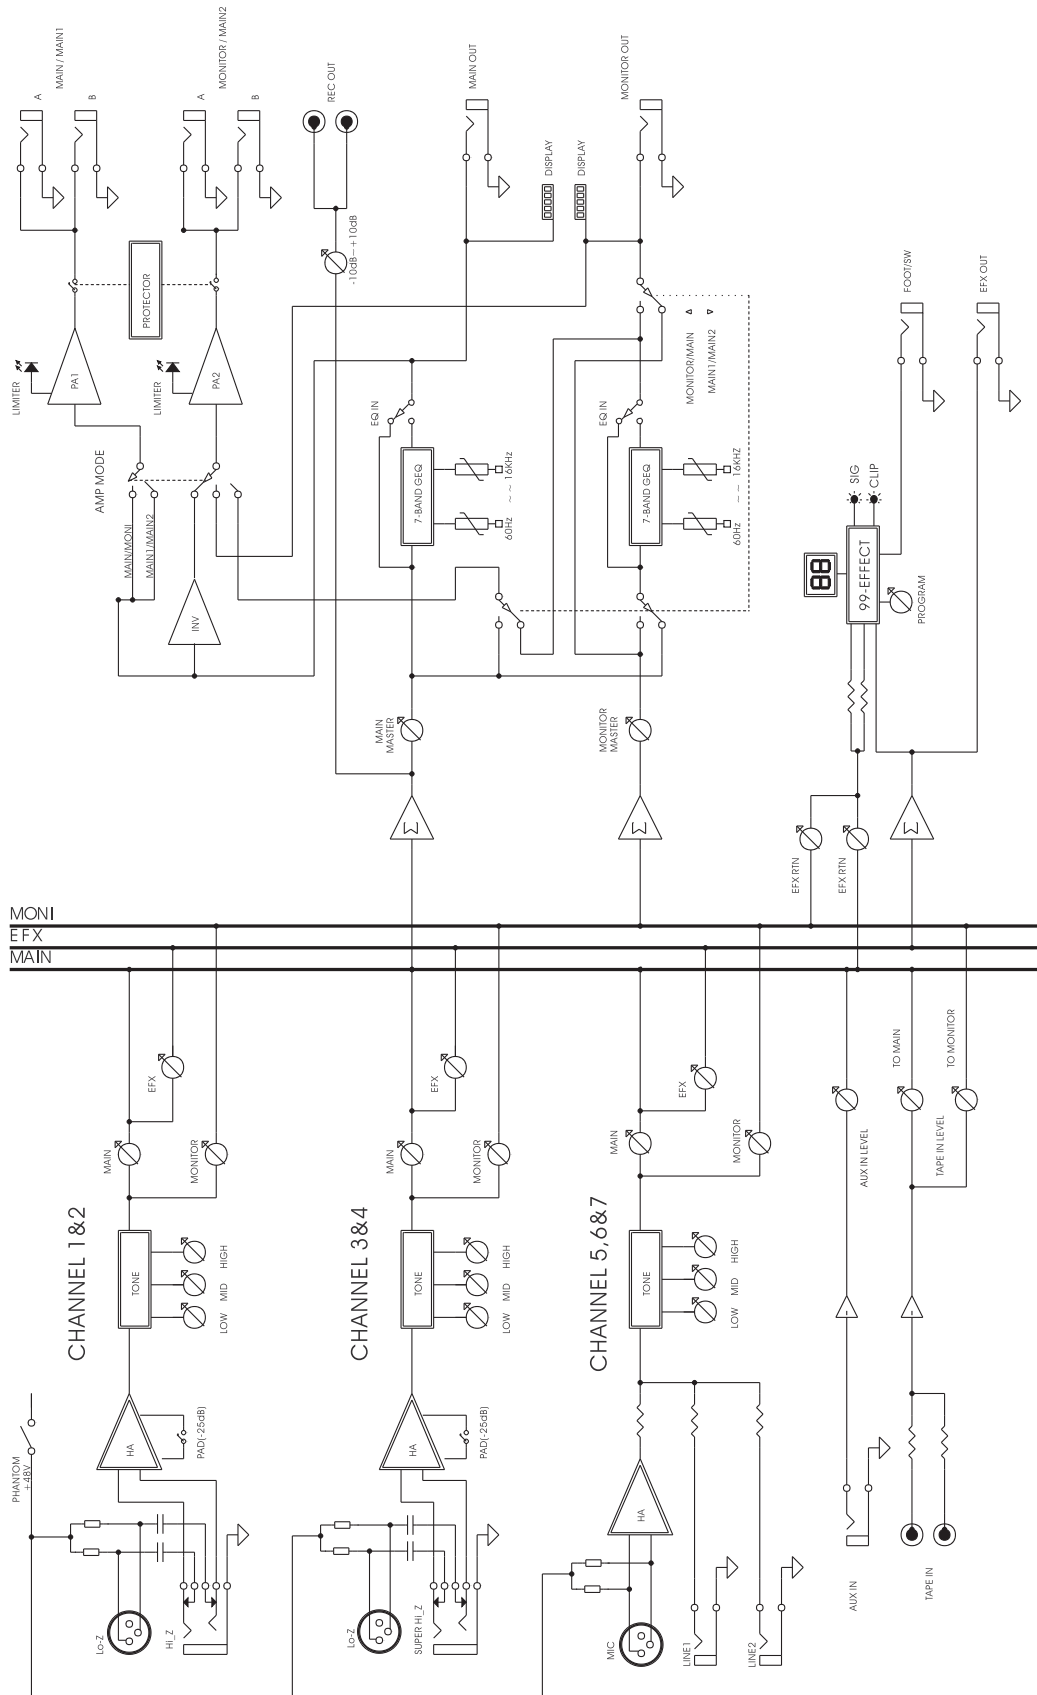 MAIN / MAIN1
A
B
MONITOR / MAIN2
A
B
REC OUT
MAIN OUT
MONITOR OUT
DISPLAY
DISPLAY
-10dB—+10dB
PROTECTOR
LIMITER
PA1
LIMITER
PA2
AMP MODE
MAIN/MONI
MAIN1/MAIN2
INV
EQ IN
7-BAND GEQ
60Hz ~ ~ 16KHz
EQ IN
7-BAND GEQ
60Hz — — 16KHZ
MONITOR/MAIN
MAIN1/MAIN2
FOOT/SW
EFX OUT
SIG
CLIP
88
99-EFFECT
PROGRAM
MAIN
MASTER
MONITOR
MASTER
Σ
Σ
Σ
EFX RTN
EFX RTN
MONI
EFX
MAIN
EFX
MAIN
MONITOR
CHANNEL 1&2
TONE
LOW MID HIGH
HA
PAD(-25dB)
PHANTOM
+48V
Lo-Z
Hi_Z
EFX
MAIN
MONITOR
CHANNEL 3&4
TONE
LOW MID HIGH
HA
PAD(-25dB)
Lo-Z
SUPER Hi_Z
EFX
MAIN
MONITOR
CHANNEL 5,6&7
TONE
LOW MID HIGH
HA
MIC
LINE1
LINE2
AUX IN LEVEL
TO MAIN
TAPE IN LEVEL
TO MONITOR
AUX IN
TAPE IN